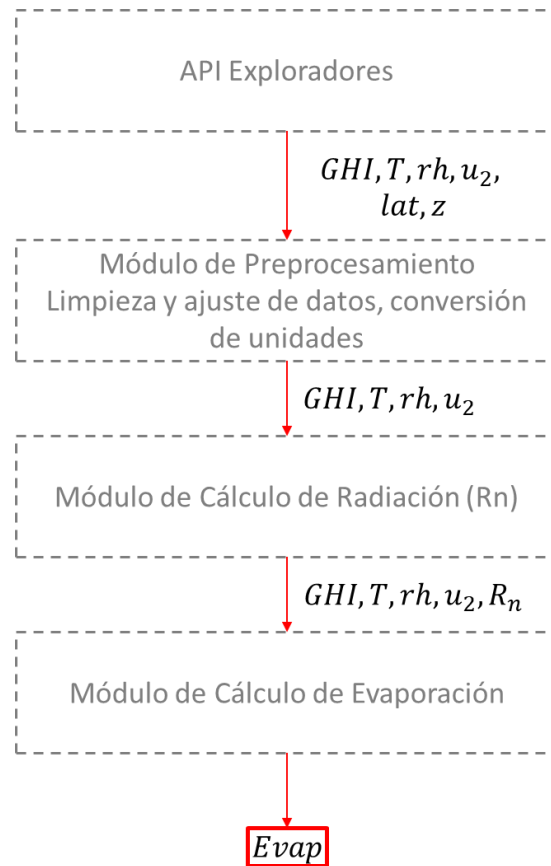 API Exploradores
GHI, T, rh, u₂,
lat, z
Módulo de Preprocesamiento
Limpieza y ajuste de datos, conversión
de unidades
GHI, T, rh, u₂
Módulo de Cálculo de Radiación (Rn)
GHI, T, rh, u₂, Rₙ
Módulo de Cálculo de Evaporación
Evap